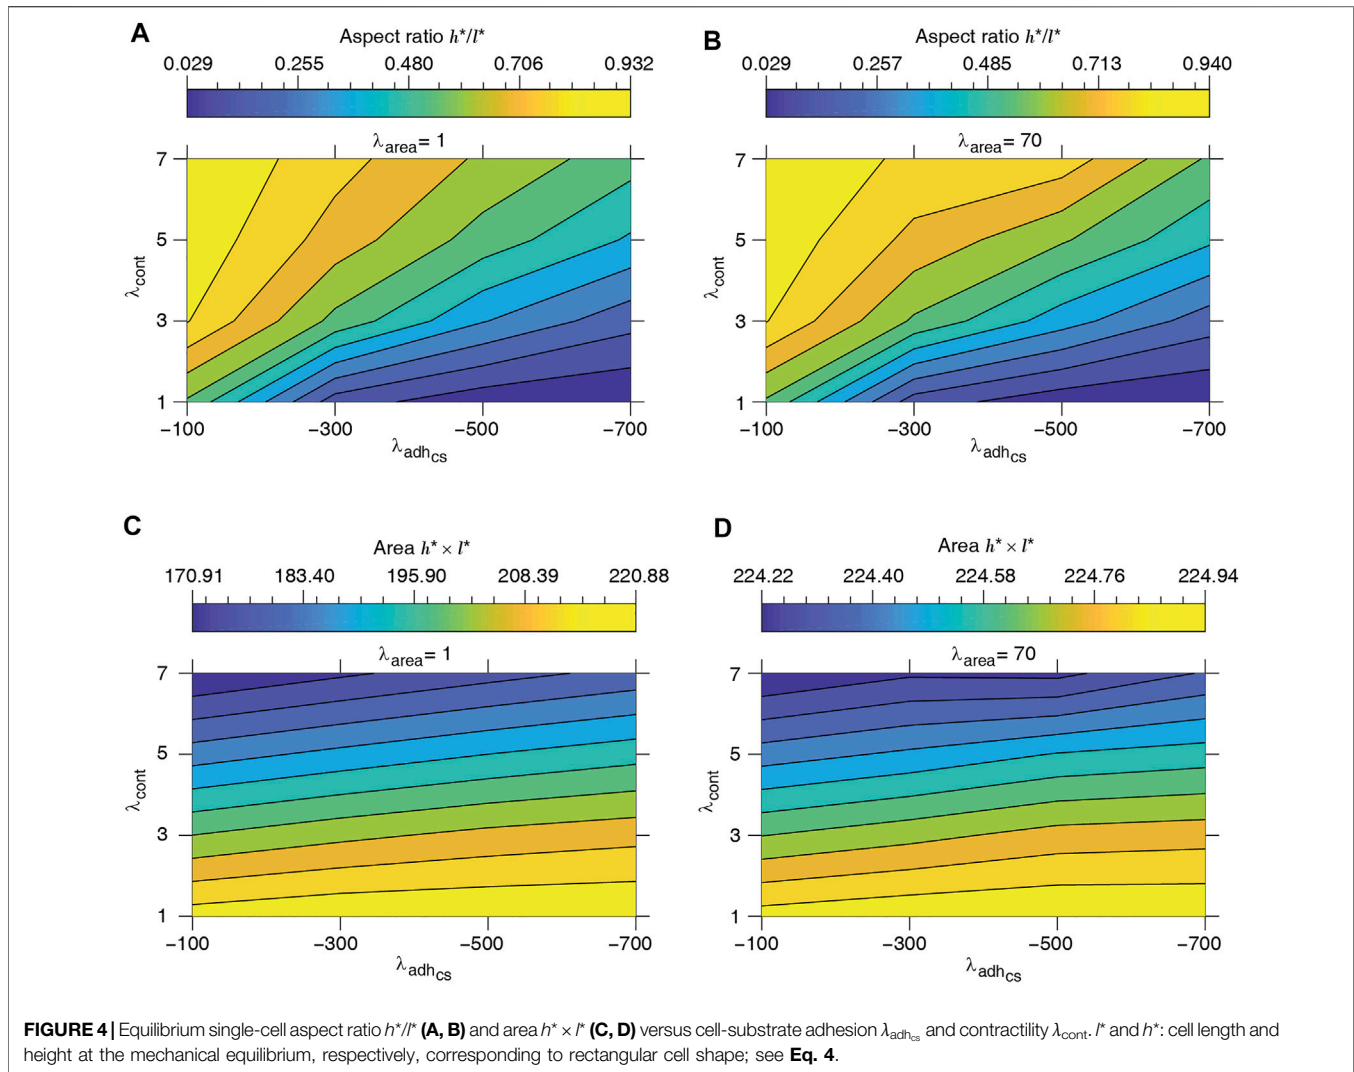 A
Aspect ratio h*/l*
0.029 0.255 0.480 0.706 0.932
λarea= 1
7
5
3
1
λcont
−100 −300 −500 −700
λadhcs
B
Aspect ratio h*/l*
0.029 0.257 0.485 0.713 0.940
λarea= 70
7
5
3
1
λcont
−100 −300 −500 −700
λadhcs
C
Area h* × l*
170.91 183.40 195.90 208.39 220.88
λarea= 1
7
5
3
1
λcont
−100 −300 −500 −700
λadhcs
D
Area h* × l*
224.22 224.40 224.58 224.76 224.94
λarea= 70
7
5
3
1
λcont
−100 −300 −500 −700
λadhcs
FIGURE 4 | Equilibrium single-cell aspect ratio h*/l* (A, B) and area h* × l* (C, D) versus cell-substrate adhesion λadhcs and contractility λcont. l* and h*: cell length and
height at the mechanical equilibrium, respectively, corresponding to rectangular cell shape; see Eq. 4.